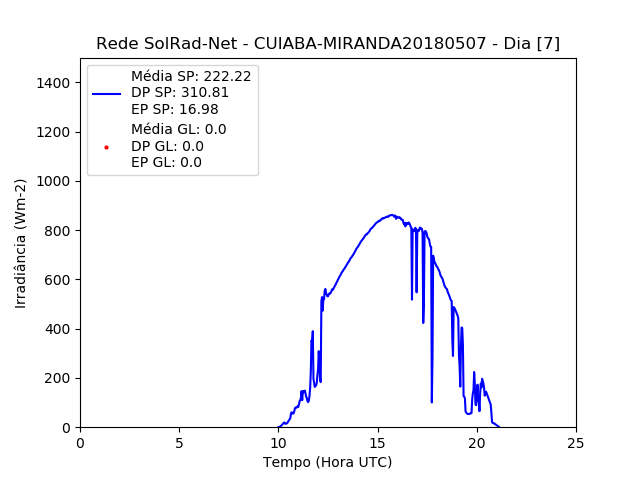 Rede SolRad-Net - CUIABA-MIRANDA20180507 - Dia [7]
Média SP: 222.22
DP SP: 310.81
EP SP: 16.98
Média GL: 0.0
DP GL: 0.0
EP GL: 0.0
Irradiância (Wm-2)
1400
1200
1000
800
600
400
200
0
0 5 10 15 20 25
Tempo (Hora UTC)